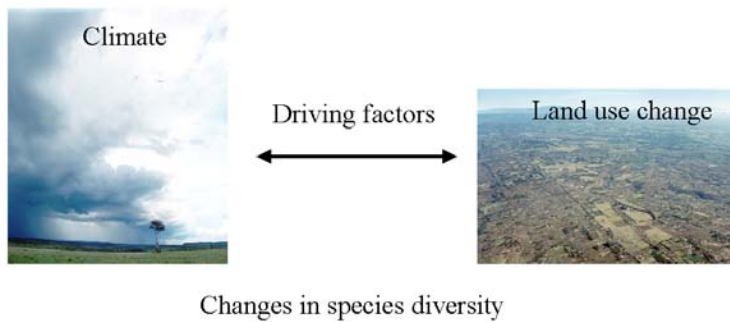 Climate
Driving factors
Land use change
Changes in species diversity